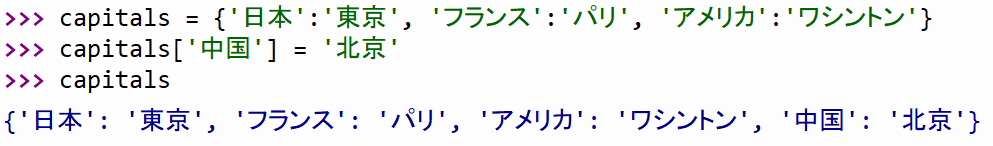 >>> capitals = {'日本':'東京', 'フランス':'パリ', 'アメリカ':'ワシントン'}
>>> capitals['中国'] = '北京'
>>> capitals
{'日本': '東京', 'フランス': 'パリ', 'アメリカ': 'ワシントン', '中国': '北京'}